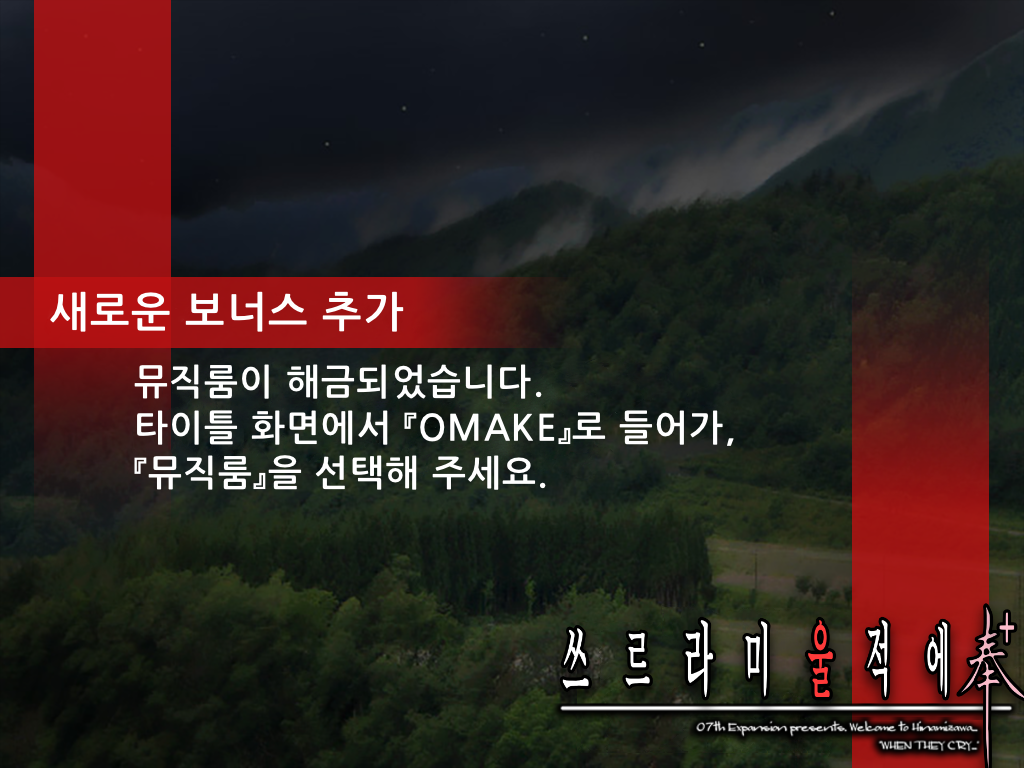 새로운 보너스 추가
뮤직룸이 해금되었습니다.
타이틀 화면에서 『OMAKE』로 들어가,
『뮤직룸』을 선택해 주세요.
쓰르라미 울 적에 奉+
07th Expansion presents. Welcome to Hinamizawa...
"WHEN THEY CRY..."